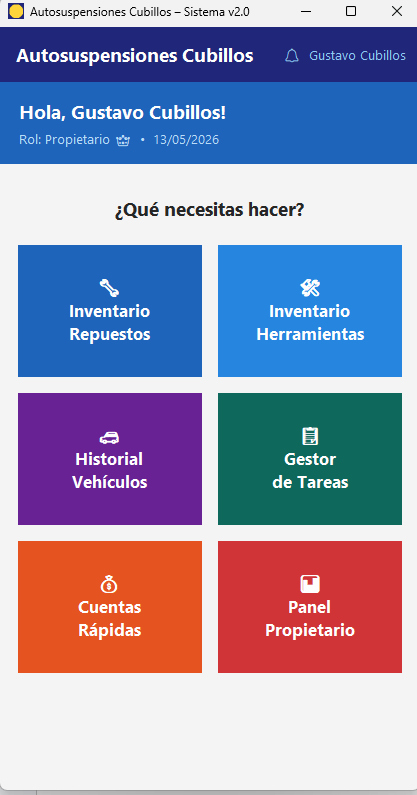 Autosuspensiones Cubillos – Sistema v2.0
Autosuspensiones Cubillos
Gustavo Cubillos
Hola, Gustavo Cubillos!
Rol: Propietario • 13/05/2026
¿Qué necesitas hacer?
Inventario
Repuestos
Inventario
Herramientas
Historial
Vehículos
Gestor
de Tareas
Cuentas
Rápidas
Panel
Propietario